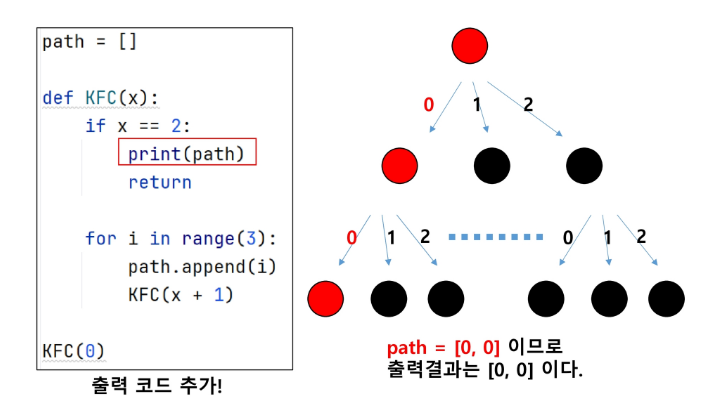 path = []
def KFC(x):
if x == 2:
print(path)
return
for i in range(3):
path.append(i)
KFC(x + 1)
KFC(0)
출력 코드 추가!
0 1 2
0 1 2 0 1 2
path = [0, 0] 이므로
출력결과는 [0, 0] 이다.